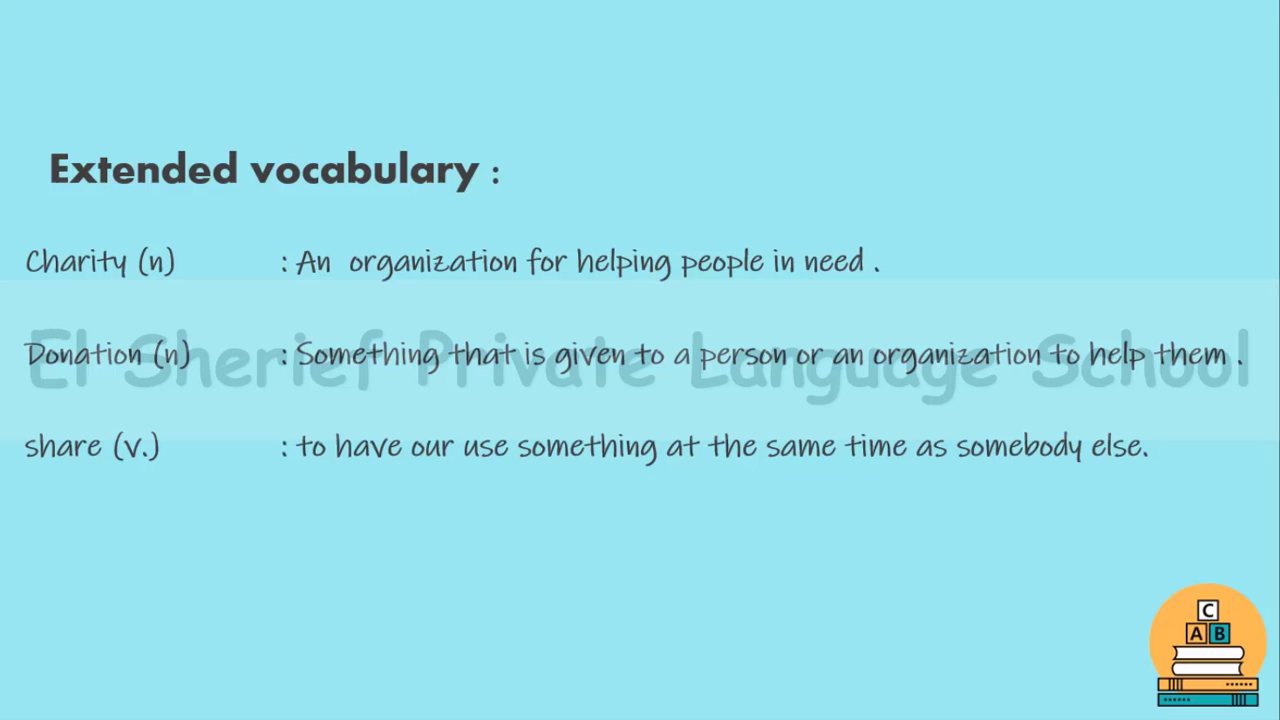 Extended vocabulary :
Charity (n) : An organization for helping people in need .
Donation (n) : Something that is given to a person or an organization to help them .
El Sherief Private Language School
share (v.) : to have our use something at the same time as somebody else.
C
A B